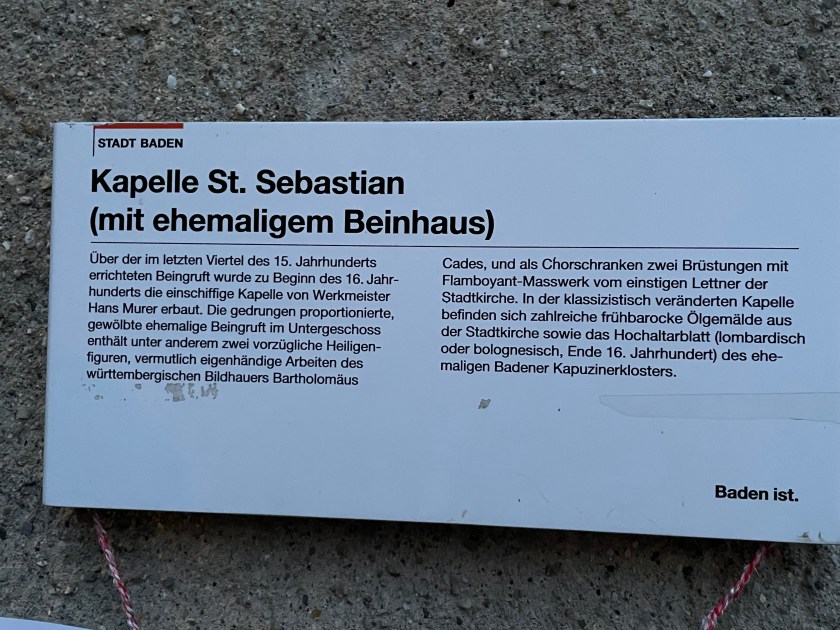 STADT BADEN
Kapelle St. Sebastian
(mit ehemaligem Beinhaus)
Über der im letzten Viertel des 15. Jahrhunderts
errichteten Beingruft wurde zu Beginn des 16. Jahr-
hunderts die einschiffige Kapelle von Werkmeister
Hans Murer erbaut. Die gedrungen proportionierte,
gewölbte ehemalige Beingruft im Untergeschoss
enthält unter anderem zwei vorzügliche Heiligen-
figuren, vermutlich eigenhändige Arbeiten des
württembergischen Bildhauers Bartholomäus
Cades, und als Chorschranken zwei Brüstungen mit
Flamboyant-Masswerk vom einstigen Lettner der
Stadtkirche. In der klassizistisch veränderten Kapelle
befinden sich zahlreiche frühbarocke Ölgemälde aus
der Stadtkirche sowie das Hochaltarblatt (lombardisch
oder bolognesisch, Ende 16. Jahrhundert) des ehe-
maligen Badener Kapuzinerklosters.
Baden ist.